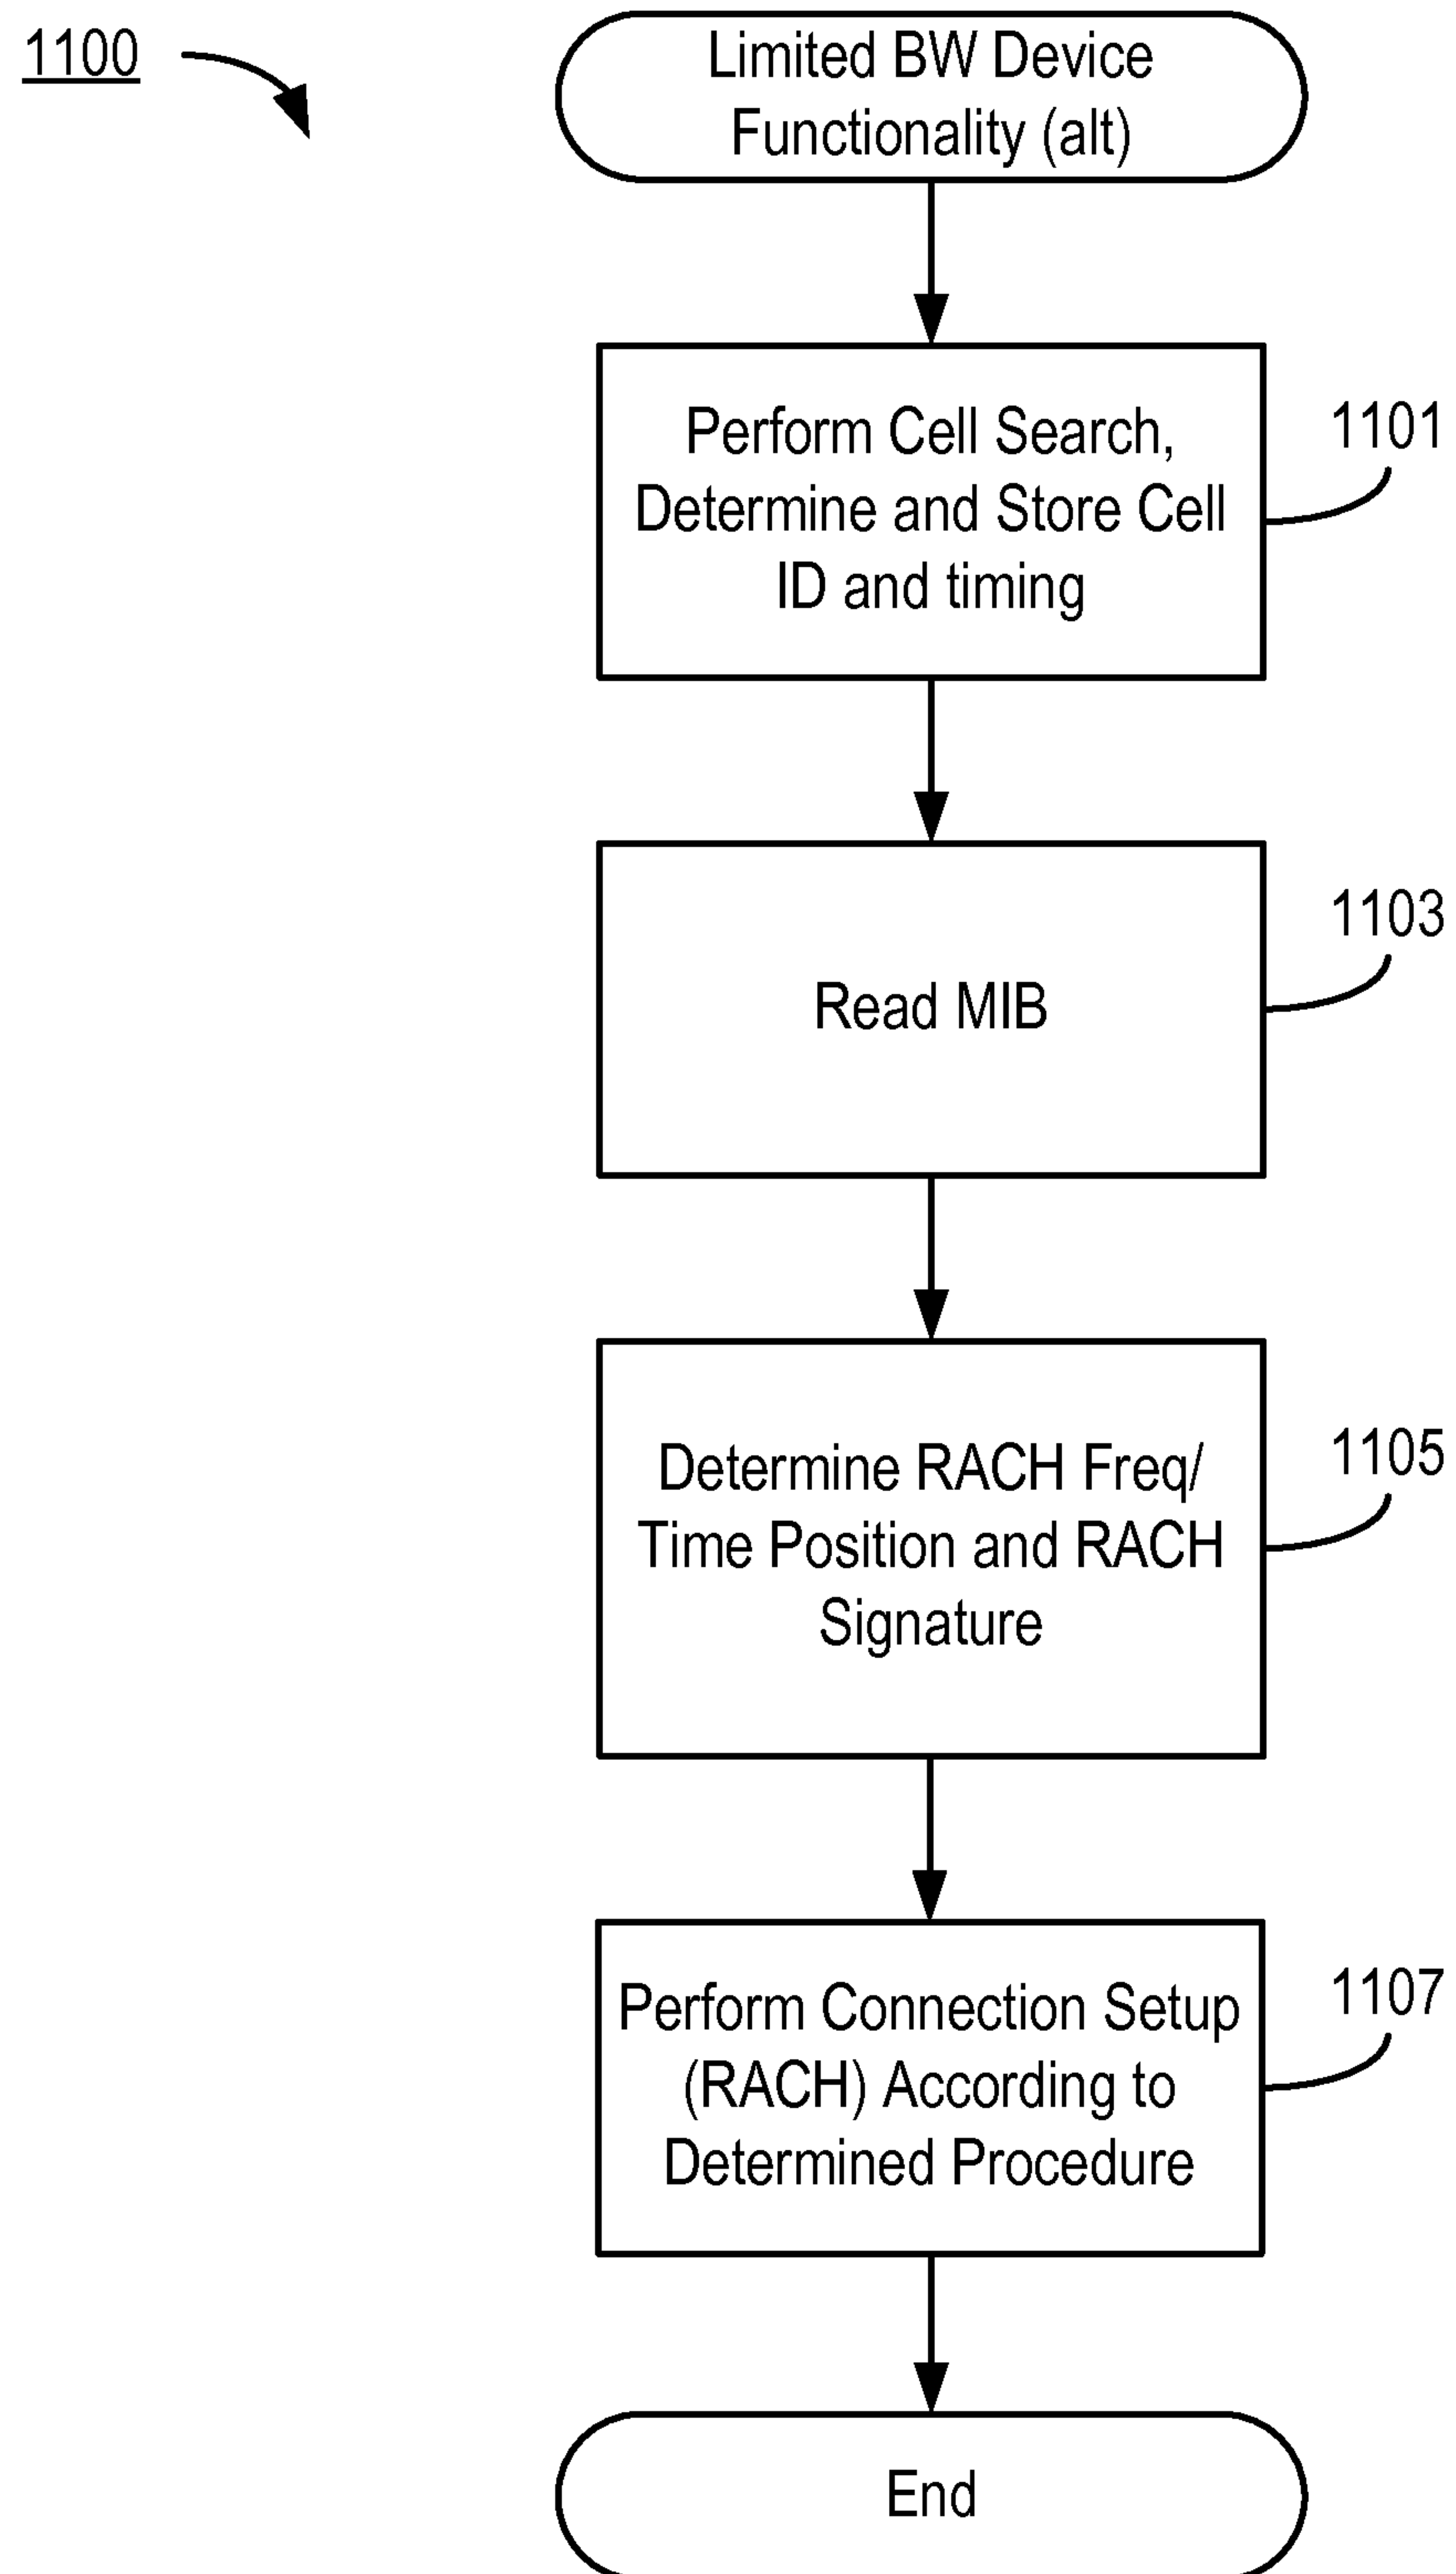 1100
Limited BW Device
Functionality (alt)
Perform Cell Search,
Determine and Store Cell
ID and timing
1101
Read MIB
1103
Determine RACH Freq/
Time Position and RACH
Signature
1105
Perform Connection Setup
(RACH) According to
Determined Procedure
1107
End